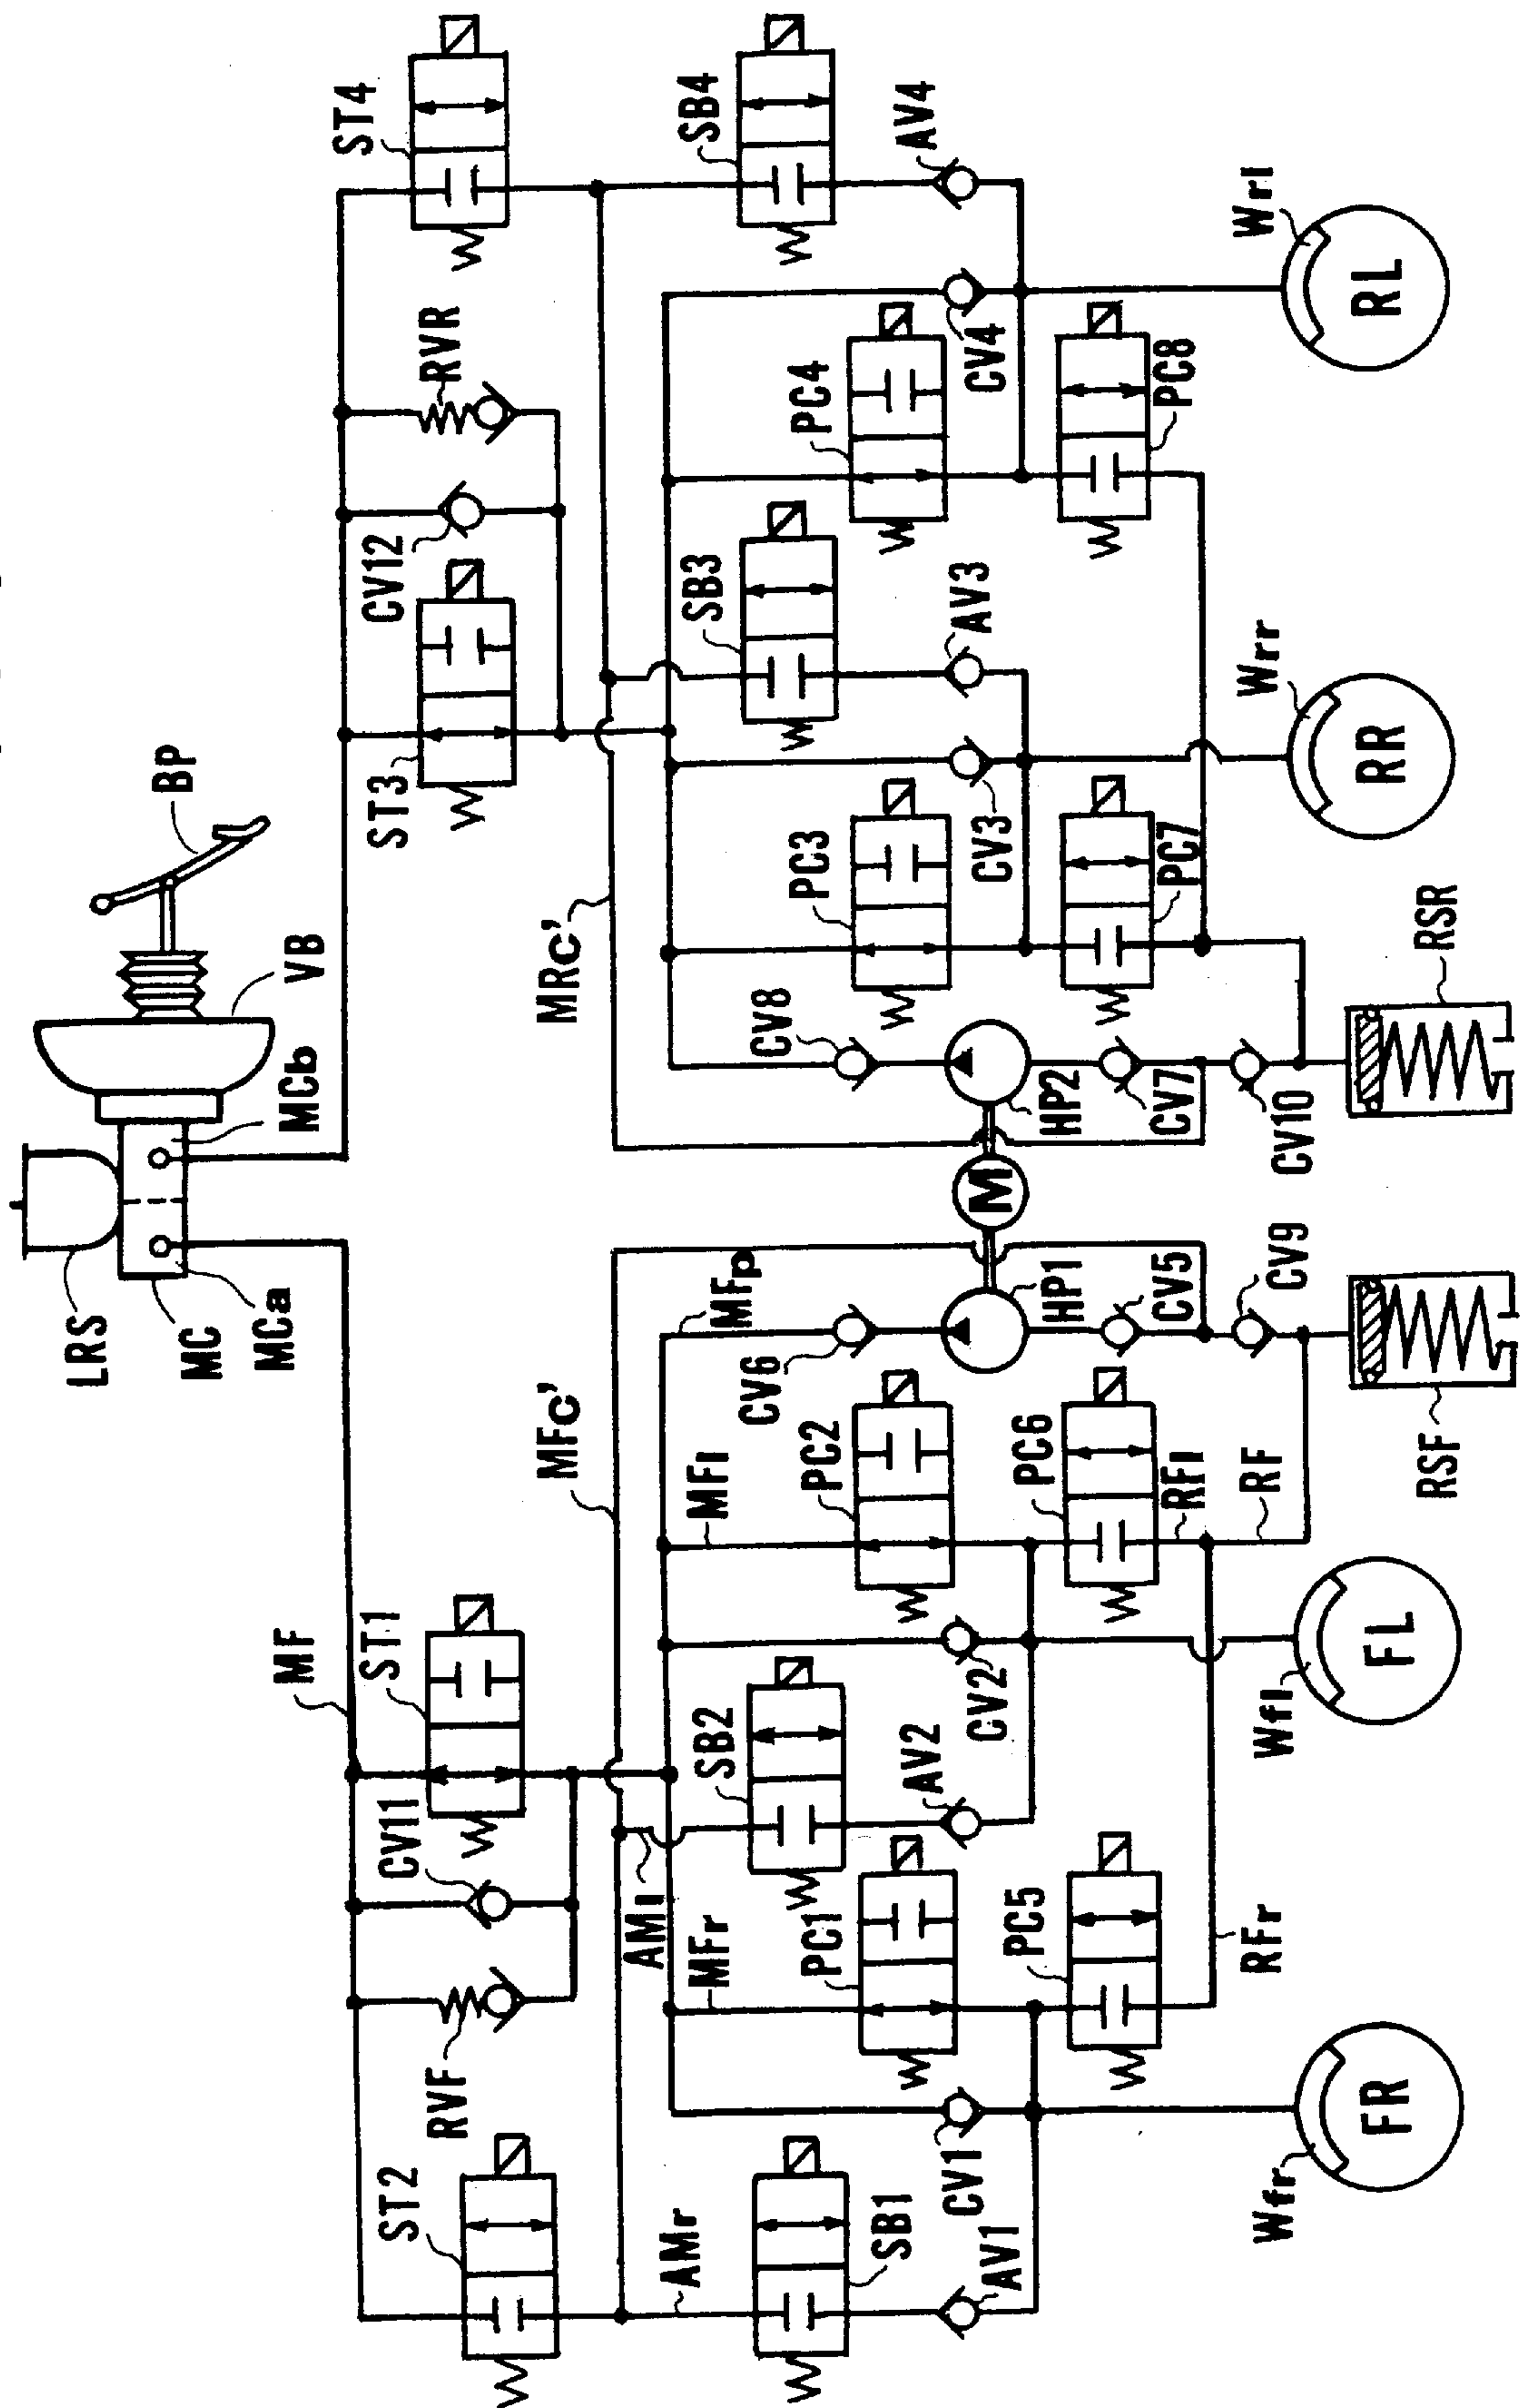 BP
VB
LRS
MC
MCa
MCb
MF
ST1
ST2
ST3
ST4
CV11
CV12
RVF
RVR
MFc'
MRc'
MFp
MFl
MFr
AMl
AMr
SB1
SB2
SB3
SB4
AV1
AV2
AV3
AV4
PC1
PC2
PC3
PC4
PC5
PC6
PC7
PC8
CV1
CV2
CV3
CV4
CV5
CV6
CV7
CV8
CV9
CV10
HP1
M
HP2
RFl
RF
RFr
RSF
RSR
Wfr
FR
Wfl
FL
Wrr
RR
Wrl
RL